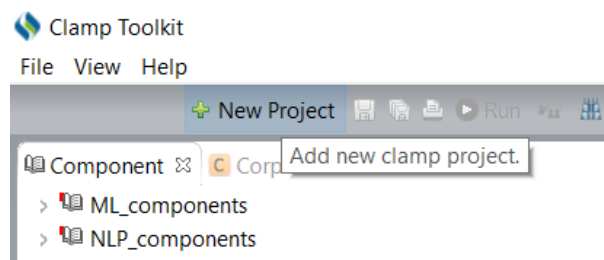 Clamp Toolkit
File View Help
New Project Run
Add new clamp project.
Component C Corp
ML_components
NLP_components